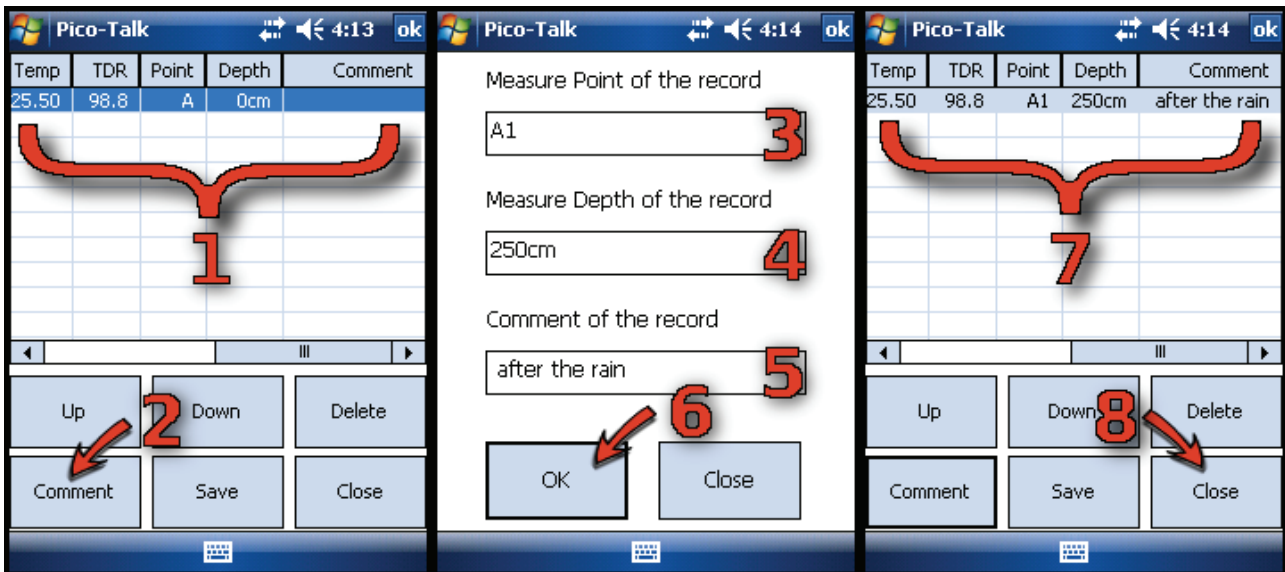 Pico-Talk 4:13 ok
Temp TDR Point Depth Comment
25.50 98.8 A 0cm
1
Up Down Delete
2
Comment Save Close
Pico-Talk 4:14 ok
Measure Point of the record
A1 3
Measure Depth of the record
250cm 4
Comment of the record
after the rain 5
6
OK Close
Pico-Talk 4:14 ok
Temp TDR Point Depth Comment
25.50 98.8 A1 250cm after the rain
7
Up Down Delete
8
Comment Save Close